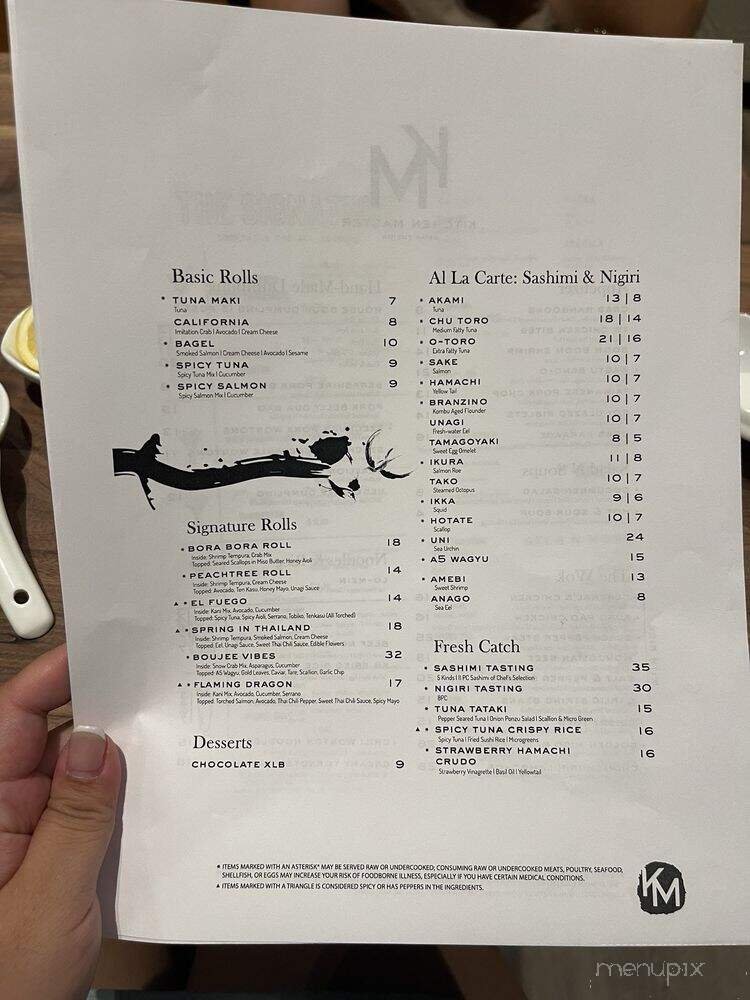 Basic Rolls
* TUNA MAKI 7
Tuna
CALIFORNIA 8
Imitation Crab | Avocado | Cream Cheese
* BAGEL 10
Smoked Salmon | Cream Cheese | Avocado | Sesame
* SPICY TUNA 9
Spicy Tuna Mix | Cucumber
* SPICY SALMON 9
Spicy Salmon Mix | Cucumber
Signature Rolls
* BORA BORA ROLL 18
Inside: Shrimp Tempura, Crab Mix
Topped: Seared Scallops in Miso Butter, Honey Aioli
* PEACHTREE ROLL 14
Inside: Shrimp Tempura, Cream Cheese
Topped: Avocado, Ten Kasu, Honey Mayo, Unagi Sauce
▲ * EL FUEGO 14
Inside: Kani Mix, Avocado, Cucumber
Topped: Spicy Tuna, Spicy Aioli, Serrano, Tobiko, Tenkasu (All Torched)
▲ * SPRING IN THAILAND 18
Inside: Shrimp Tempura, Smoked Salmon, Cream Cheese
Topped: Eel, Unagi Sauce, Sweet Thai Chili Sauce, Edible Flowers
* BOUJEE VIBES 32
Inside: Snow Crab Mix, Asparagus, Cucumber
Topped: A5 Wagyu, Gold Leaves, Caviar, Tare, Scallion, Garlic Chip
▲ * FLAMING DRAGON 17
Inside: Kani Mix, Avocado, Cucumber, Serrano
Topped: Torched Salmon, Avocado, Thai Chili Pepper, Sweet Thai Chili Sauce, Spicy Mayo
Desserts
CHOCOLATE XLB 9
Al La Carte: Sashimi & Nigiri
* AKAMI 13 | 8
Tuna
* CHU TORO 18 | 14
Medium Fatty Tuna
* O-TORO 21 | 16
Extra Fatty Tuna
* SAKE 10 | 7
Salmon
* HAMACHI 10 | 7
Yellow Tail
* BRANZINO 10 | 7
Kombu Aged Flounder
UNAGI 10 | 7
Fresh-water Eel
TAMAGOYAKI 8 | 5
Sweet Egg Omelet
* IKURA 11 | 8
Salmon Roe
TAKO 10 | 7
Steamed Octopus
* IKKA 9 | 6
Squid
* HOTATE 10 | 7
Scallop
* UNI 24
Sea Urchin
* A5 WAGYU 15
* AMEBI 13
Sweet Shrimp
ANAGO 8
Sea Eel
Fresh Catch
* SASHIMI TASTING 35
5 Kinds | 11 PC Sashimi of Chef's Selection
* NIGIRI TASTING 30
8PC
* TUNA TATAKI 15
Pepper Seared Tuna | Onion Ponzu Salad | Scallion & Micro Green
▲ * SPICY TUNA CRISPY RICE 16
Spicy Tuna | Fried Sushi Rice | Microgreens
* STRAWBERRY HAMACHI
CRUDO 16
Strawberry Vinagrette | Basil Oil | Yellowtail
* ITEMS MARKED WITH AN ASTERISK* MAY BE SERVED RAW OR UNDERCOOKED; CONSUMING RAW OR UNDERCOOKED MEATS, POULTRY, SEAFOOD,
SHELLFISH, OR EGGS MAY INCREASE YOUR RISK OF FOODBORNE ILLNESS, ESPECIALLY IF YOU HAVE CERTAIN MEDICAL CONDITIONS.
▲ ITEMS MARKED WITH A TRIANGLE IS CONSIDERED SPICY OR HAS PEPPERS IN THE INGREDIENTS.
KM
menupix